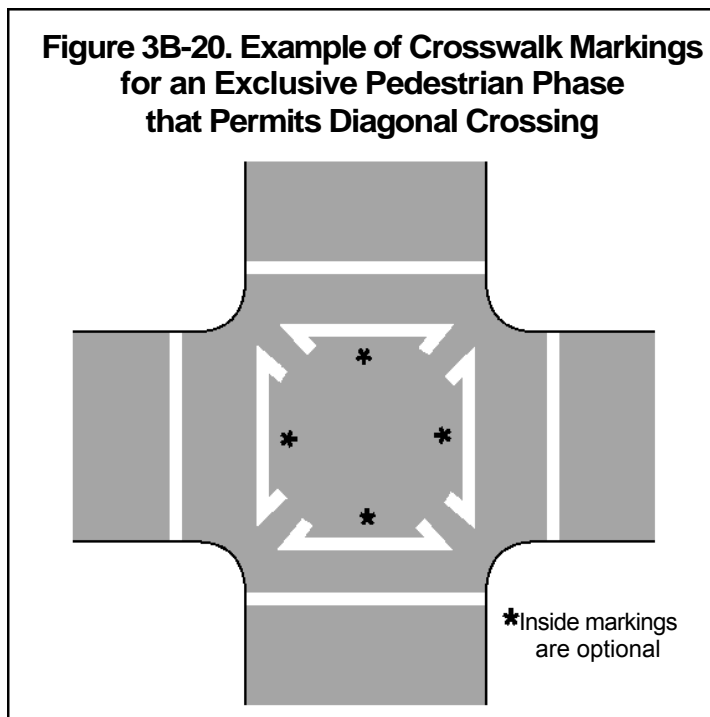 Figure 3B-20. Example of Crosswalk Markings
for an Exclusive Pedestrian Phase
that Permits Diagonal Crossing
*
*
*
*
*Inside markings
are optional